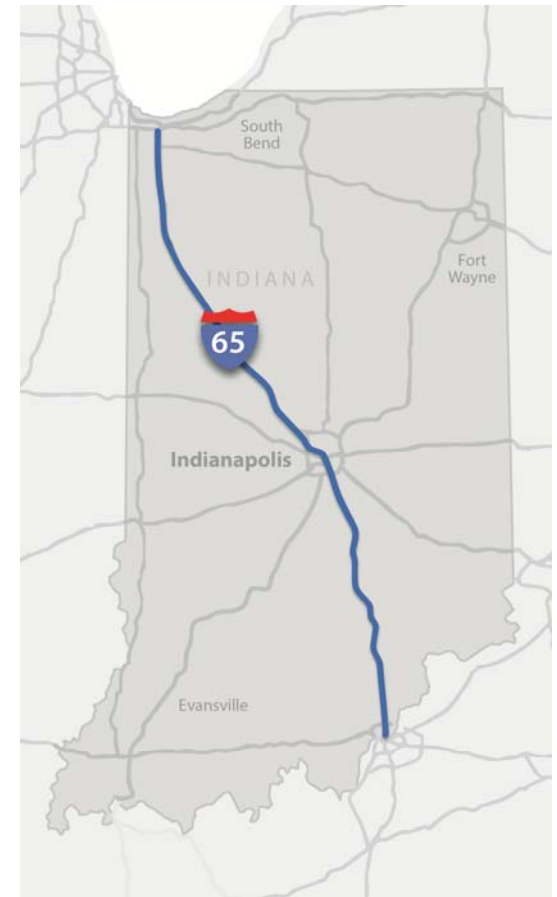 South
Bend
Fort
Wayne
INDIANA
65
Indianapolis
Evansville